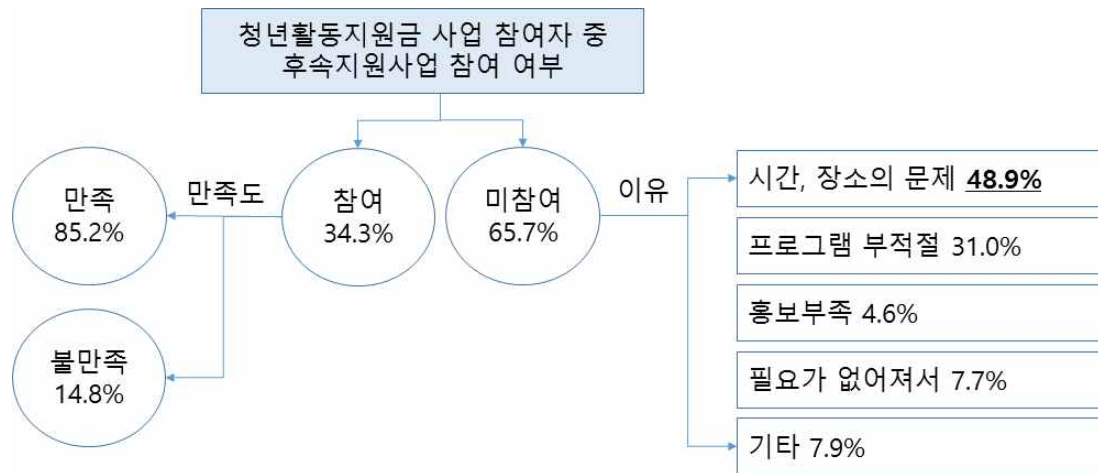 청년활동지원금 사업 참여자 중
후속지원사업 참여 여부
만족
85.2%
만족도
참여
34.3%
미참여
65.7%
이유
불만족
14.8%
시간, 장소의 문제 48.9%
프로그램 부적절 31.0%
홍보부족 4.6%
필요가 없어져서 7.7%
기타 7.9%